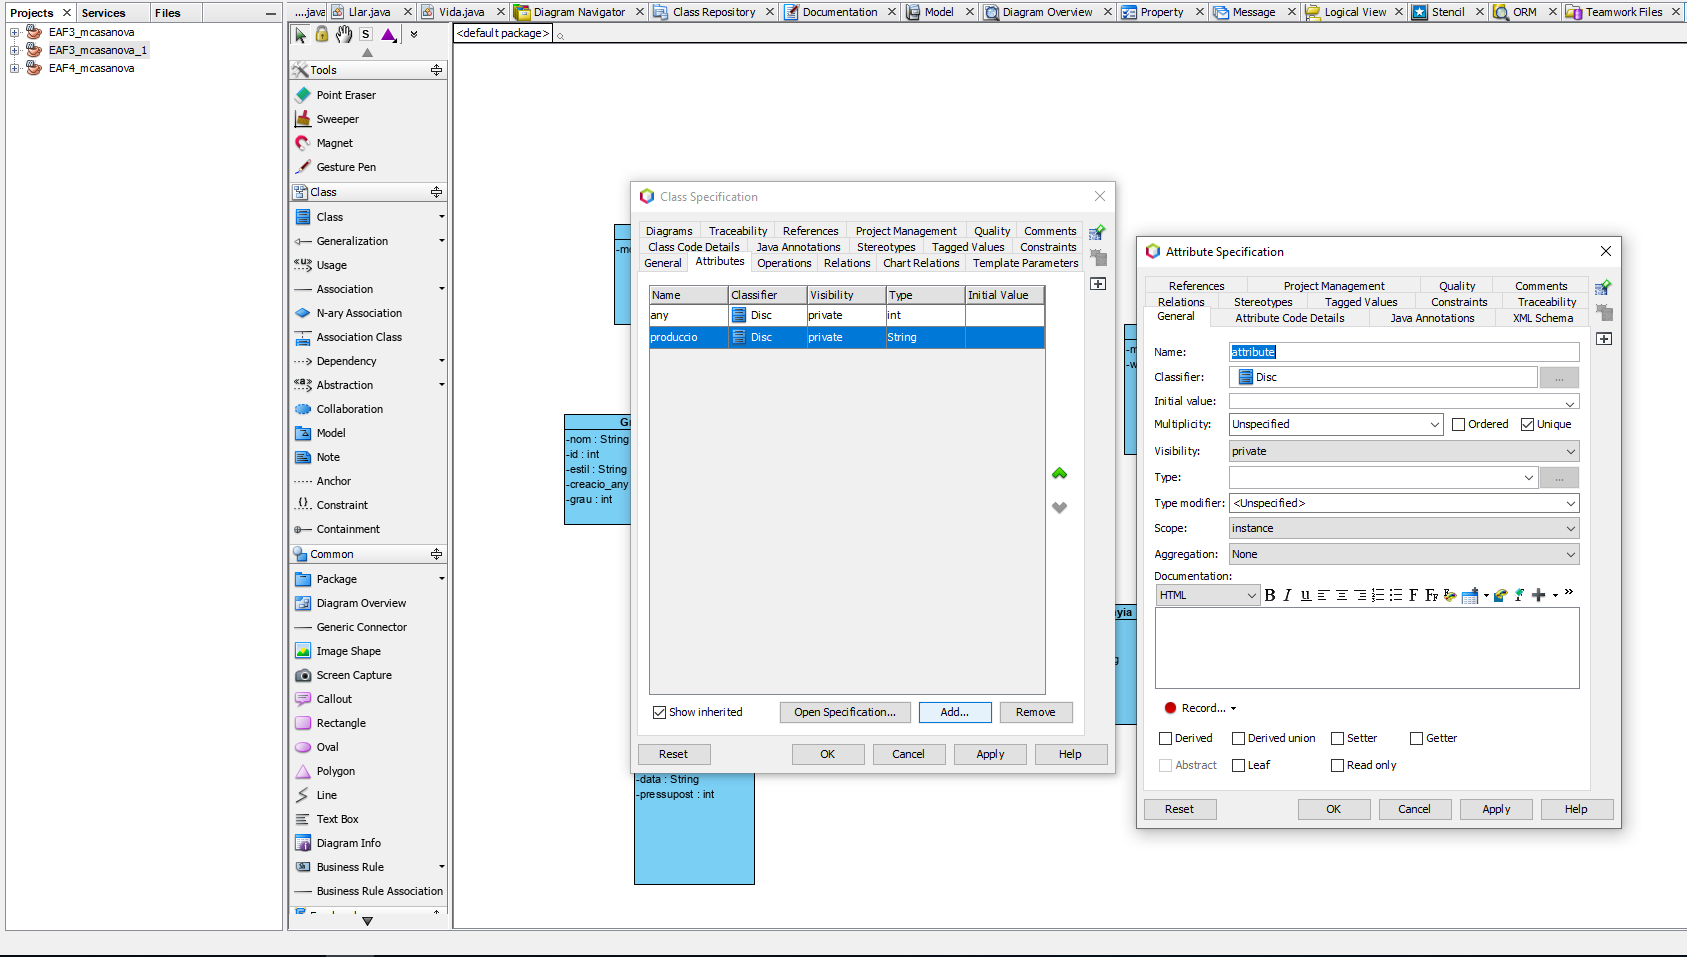 Projects Services Files
EAF3_mcasanova
EAF3_mcasanova_1
EAF4_mcasanova
....java Llar.java Vida.java Diagram Navigator Class Repository Documentation Model Diagram Overview Property Message Logical View Stencil ORM Teamwork Files
S
<default package>
Tools
Point Eraser
Sweeper
Magnet
Gesture Pen
Class
Class
Generalization
Usage
Association
N-ary Association
Association Class
Dependency
Abstraction
Collaboration
Model
Note
Anchor
Constraint
Containment
Common
Package
Diagram Overview
Generic Connector
Image Shape
Screen Capture
Callout
Rectangle
Oval
Polygon
Line
Text Box
Diagram Info
Business Rule
Business Rule Association
-nom : String
-id : int
-estil : String
-creacio_any
-grau : int
-data : String
-pressupost : int
Class Specification
Diagrams Traceability References Project Management Quality Comments
Class Code Details Java Annotations Stereotypes Tagged Values Constraints
General Attributes Operations Relations Chart Relations Template Parameters
Name Classifier Visibility Type Initial Value
any Disc private int
produccio Disc private String
Show inherited Open Specification... Add... Remove
Reset OK Cancel Apply Help
Attribute Specification
References Project Management Quality Comments
Relations Stereotypes Tagged Values Constraints Traceability
General Attribute Code Details Java Annotations XML Schema
Name: attribute
Classifier: Disc ...
Initial value:
Multiplicity: Unspecified Ordered Unique
Visibility: private
Type: ...
Type modifier: <Unspecified>
Scope: instance
Aggregation: None
Documentation:
HTML B I u F
Record...
Derived Derived union Setter Getter
Abstract Leaf Read only
Reset OK Cancel Apply Help